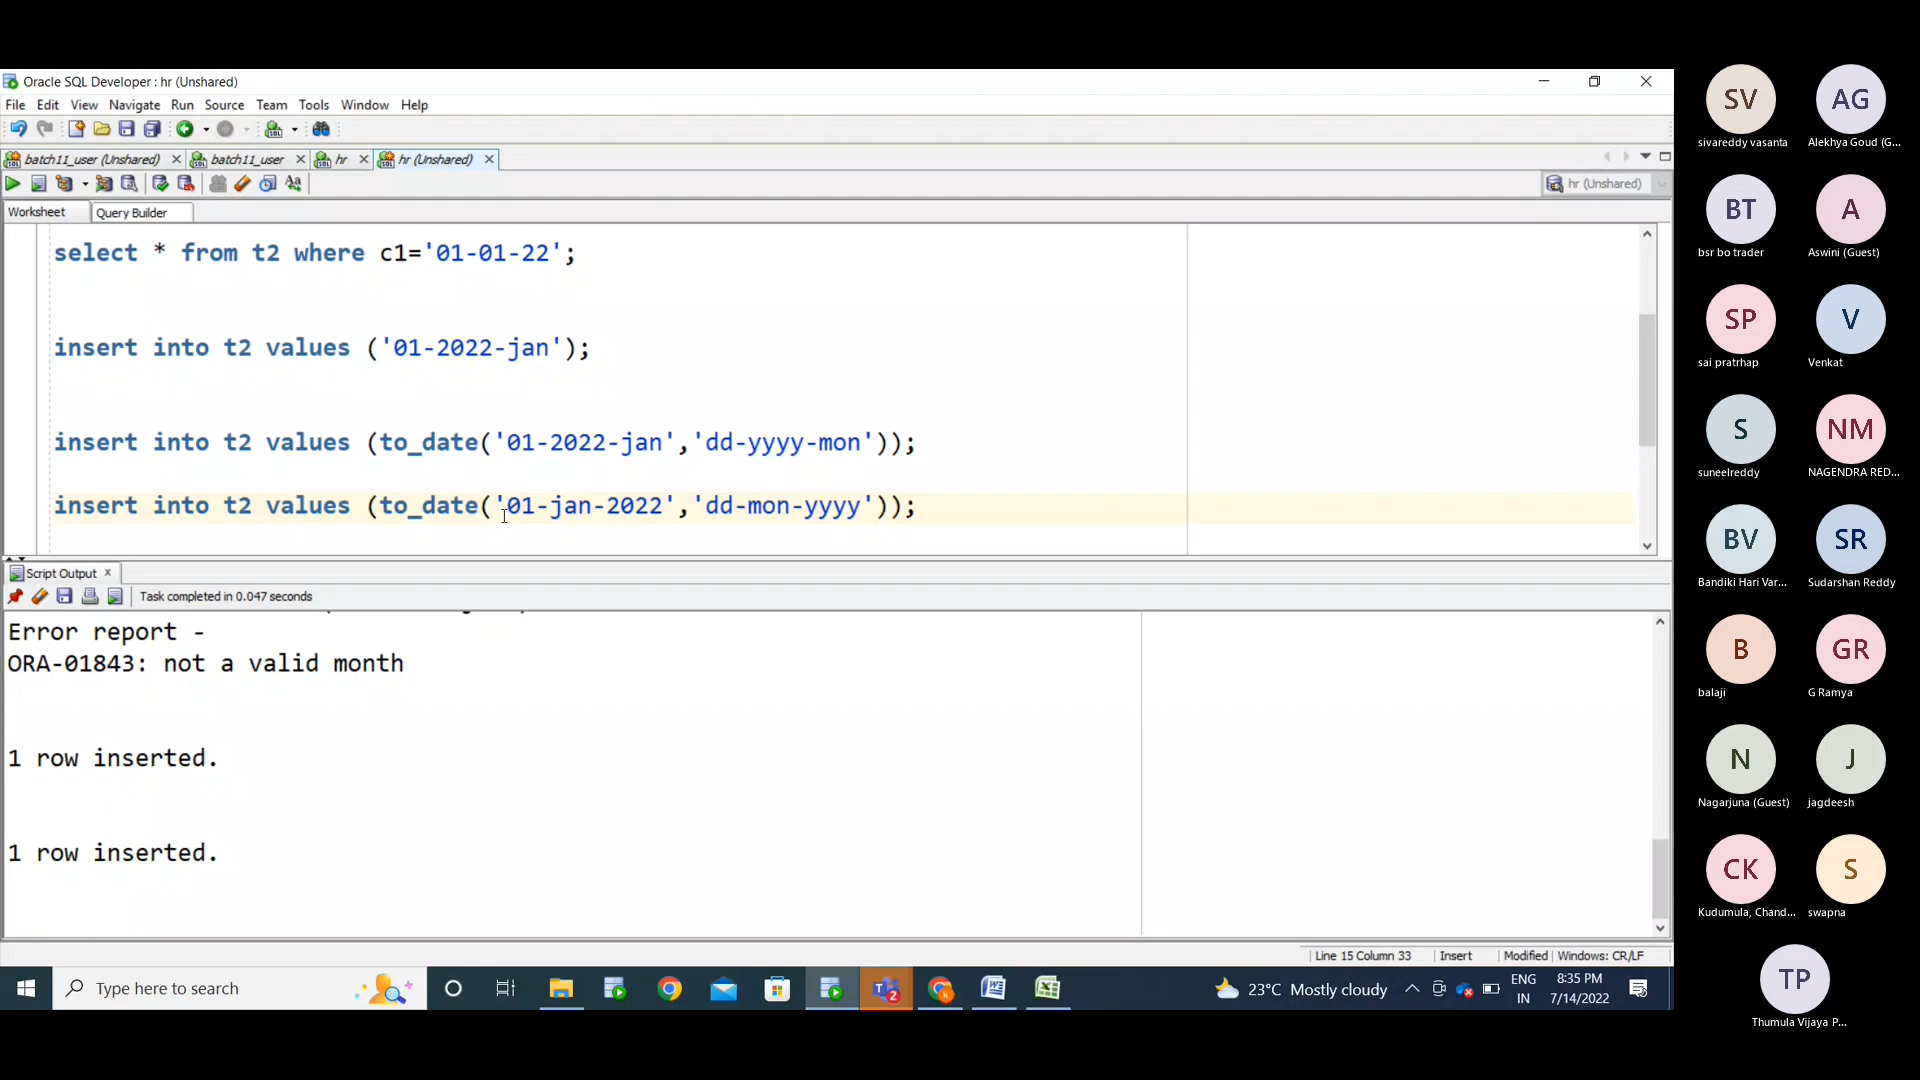 Oracle SQL Developer : hr (Unshared)
File Edit View Navigate Run Source Team Tools Window Help
batch11_user (Unshared) batch11_user hr hr (Unshared)
hr (Unshared)
Worksheet Query Builder
select * from t2 where c1='01-01-22';
insert into t2 values ('01-2022-jan');
insert into t2 values (to_date('01-2022-jan','dd-yyyy-mon'));
insert into t2 values (to_date('01-jan-2022','dd-mon-yyyy'));
Script Output
Task completed in 0.047 seconds
Error report -
ORA-01843: not a valid month
1 row inserted.
1 row inserted.
Line 15 Column 33 Insert Modified Windows: CR/LF
Type here to search
2
23°C Mostly cloudy
ENG
IN
8:35 PM
7/14/2022
SV AG
sivareddy vasanta Alekhya Goud (G...
BT A
bsr bo trader Aswini (Guest)
SP V
sai pratrhap Venkat
S NM
suneelreddy NAGENDRA RED...
BV SR
Bandiki Hari Var... Sudarshan Reddy
B GR
balaji G Ramya
N J
Nagarjuna (Guest) jagdeesh
CK S
Kudumula, Chand... swapna
TP
Thumula Vijaya P...